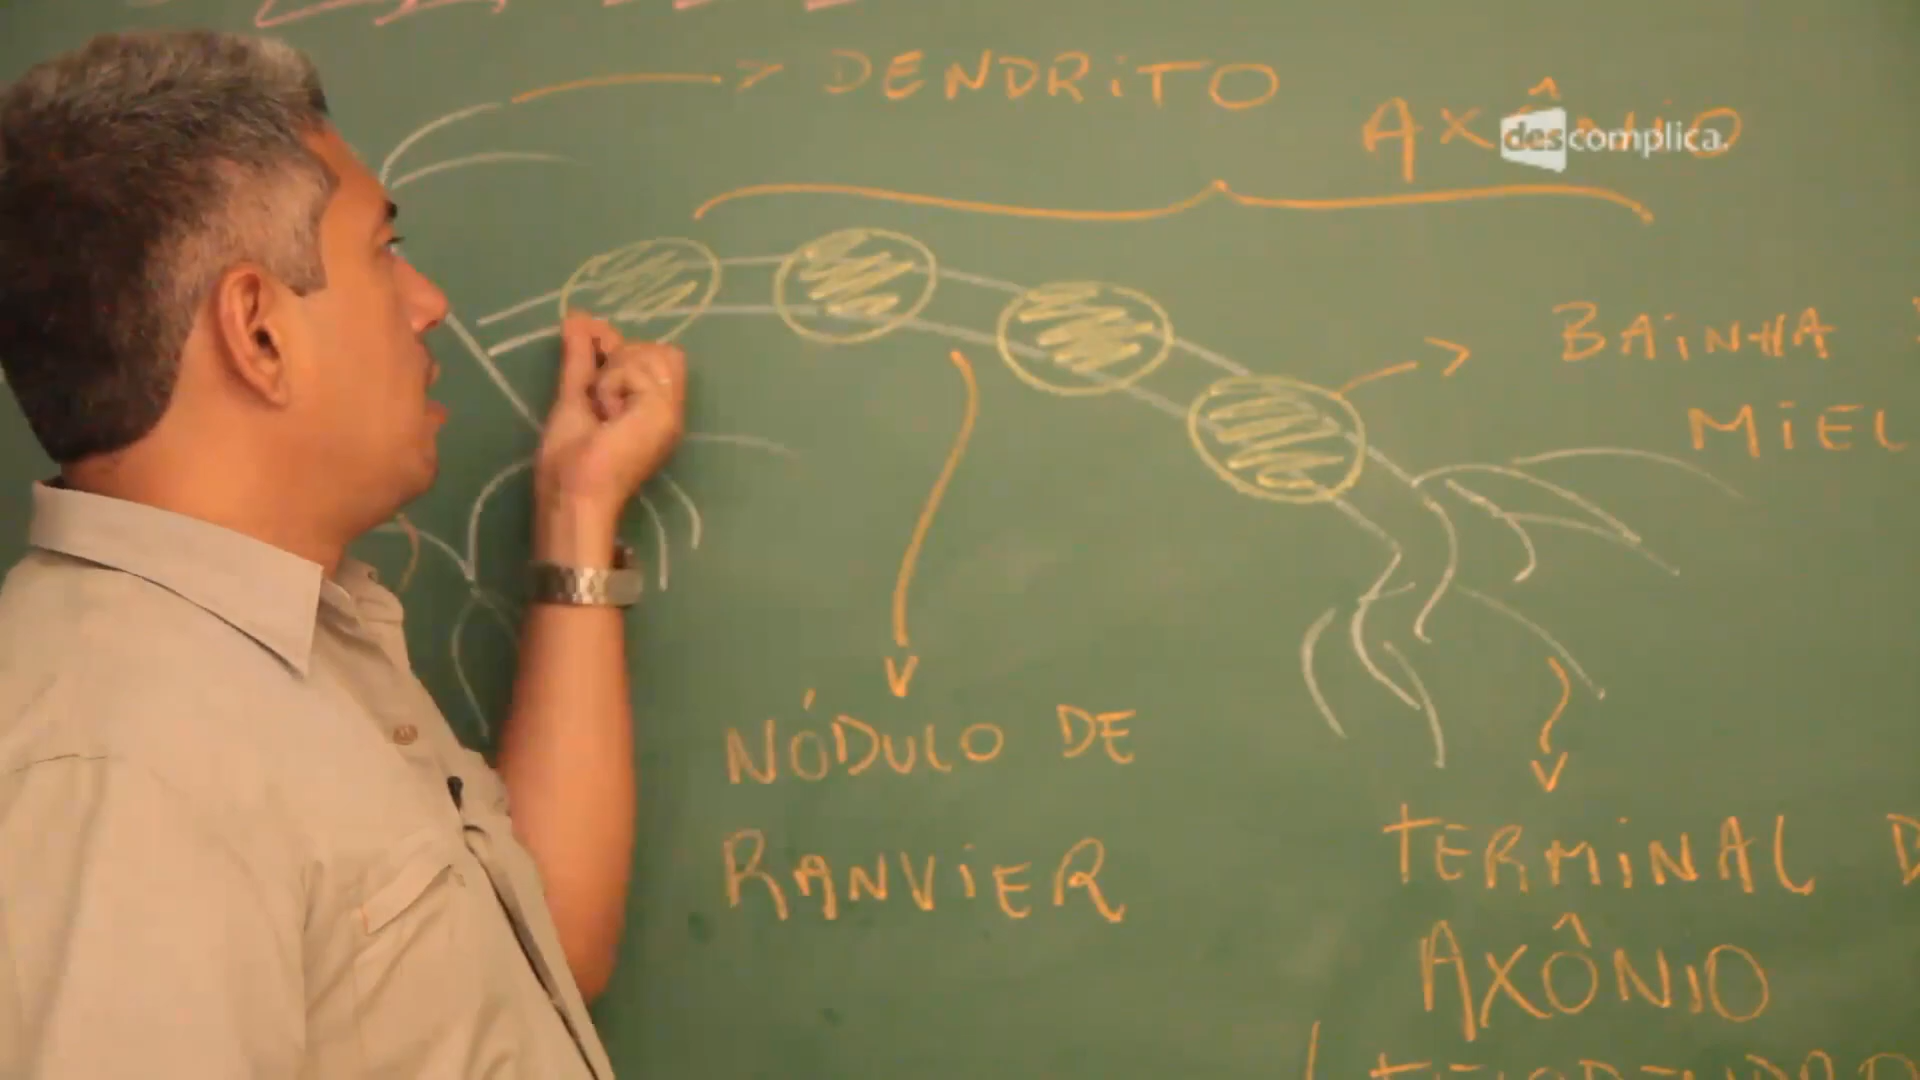 DENDRITO
AXÔNIO
descomplica.
BAINHA
MIEL
NÓDULO DE
RANVIER
TERMINAL D
AXÔNIO